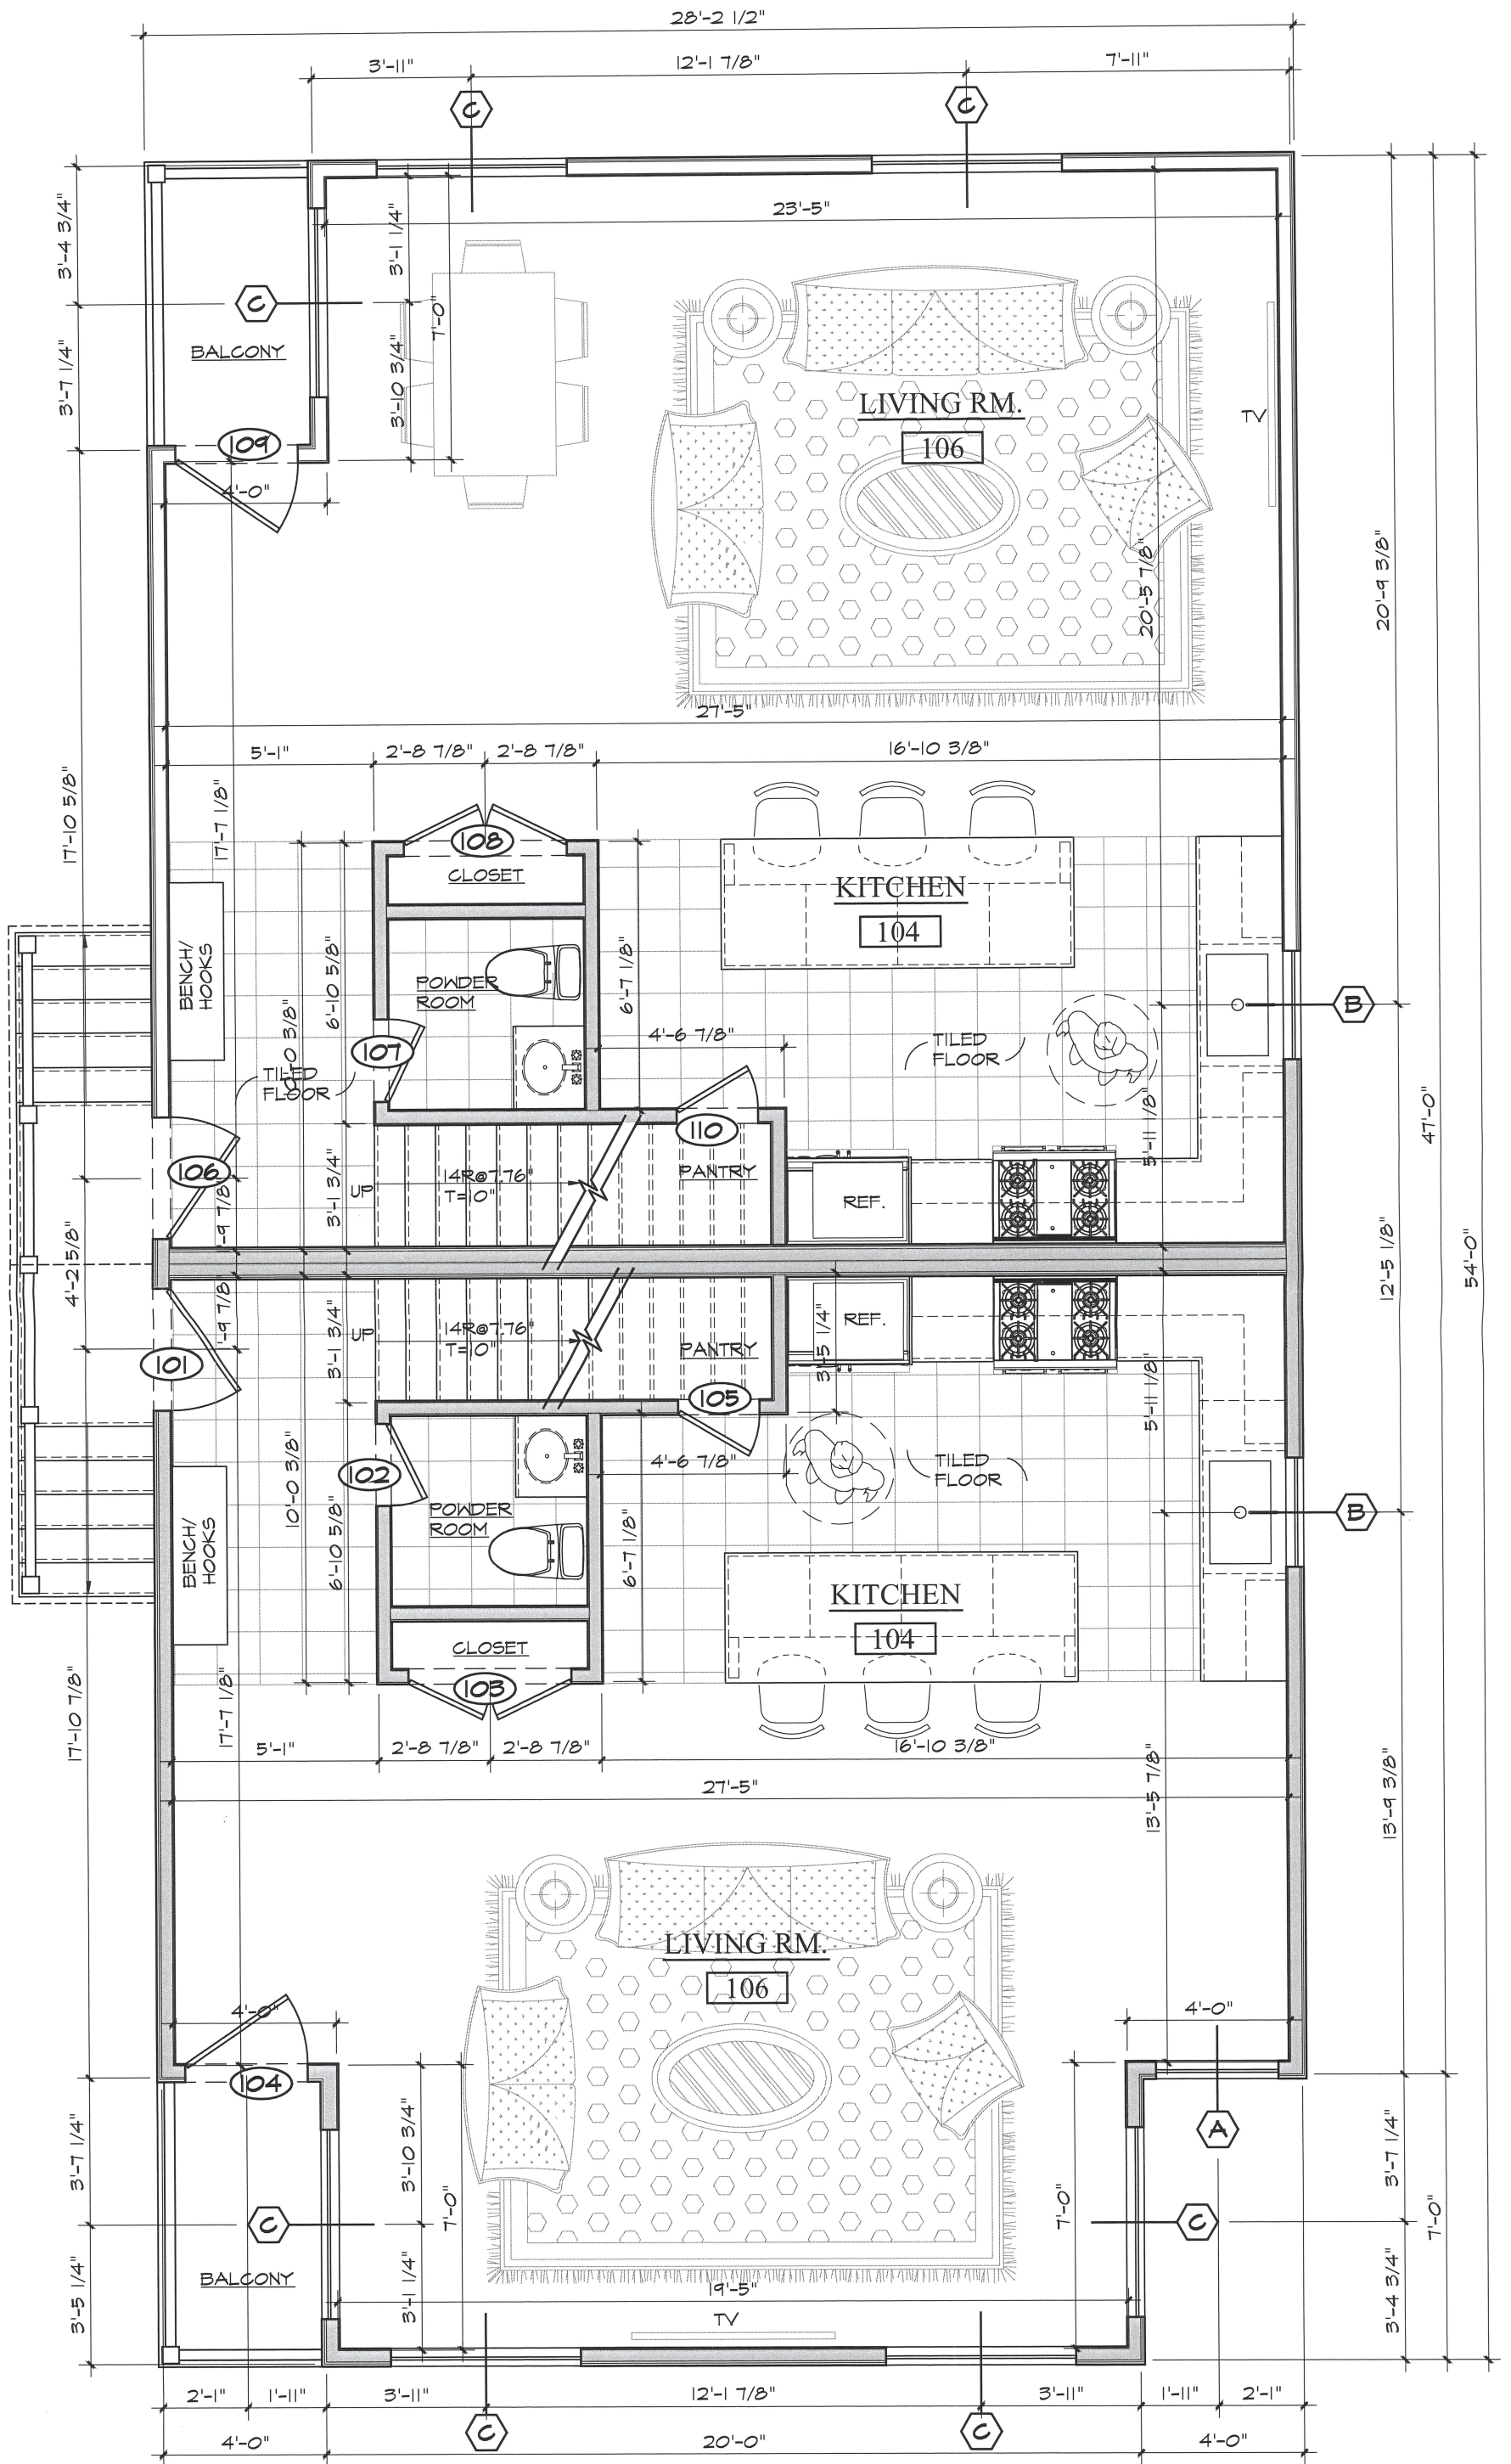 28'-2 1/2"
3'-11"
12'-1 7/8"
7'-11"
C
C
23'-5"
3'-4 3/4"
3'-1 1/4"
C
7'-0"
BALCONY
3'-7 1/4"
3'-10 3/4"
LIVING RM.
106
TV
109
4'-0"
20'-5 7/8"
20'-9 3/8"
27'-5"
5'-1"
2'-8 7/8"
2'-8 7/8"
16'-10 3/8"
17'-10 5/8"
17'-7 1/8"
108
CLOSET
KITCHEN
104
BENCH/
HOOKS
6'-10 5/8"
POWDER
ROOM
6'-7 1/8"
B
107
4'-6 7/8"
TILED
FLOOR
TILED
FLOOR
47'-0"
106
110
5'-11 1/8"
PANTRY
UP
14R@7.76"
T=10"
3'-1 3/4"
REF.
4'-2 5/8"
12'-5 1/8"
54'-0"
101
UP
14R@7.76"
T=10"
3'-1 3/4"
PANTRY
REF.
3'-5 1/4"
105
5'-11 1/8"
102
4'-6 7/8"
TILED
FLOOR
10'-0 3/8"
6'-10 5/8"
POWDER
ROOM
6'-7 1/8"
B
BENCH/
HOOKS
KITCHEN
104
CLOSET
103
17'-10 7/8"
17'-7 1/8"
5'-1"
2'-8 7/8"
2'-8 7/8"
16'-10 3/8"
27'-5"
13'-5 7/8"
13'-9 3/8"
LIVING RM.
106
4'-0"
4'-0"
104
A
3'-7 1/4"
3'-10 3/4"
7'-0"
7'-0"
3'-7 1/4"
C
C
7'-0"
BALCONY
3'-5 1/4"
3'-1 1/4"
19'-5"
TV
3'-4 3/4"
2'-1"
1'-11"
3'-11"
12'-1 7/8"
3'-11"
1'-11"
2'-1"
C
C
4'-0"
20'-0"
4'-0"